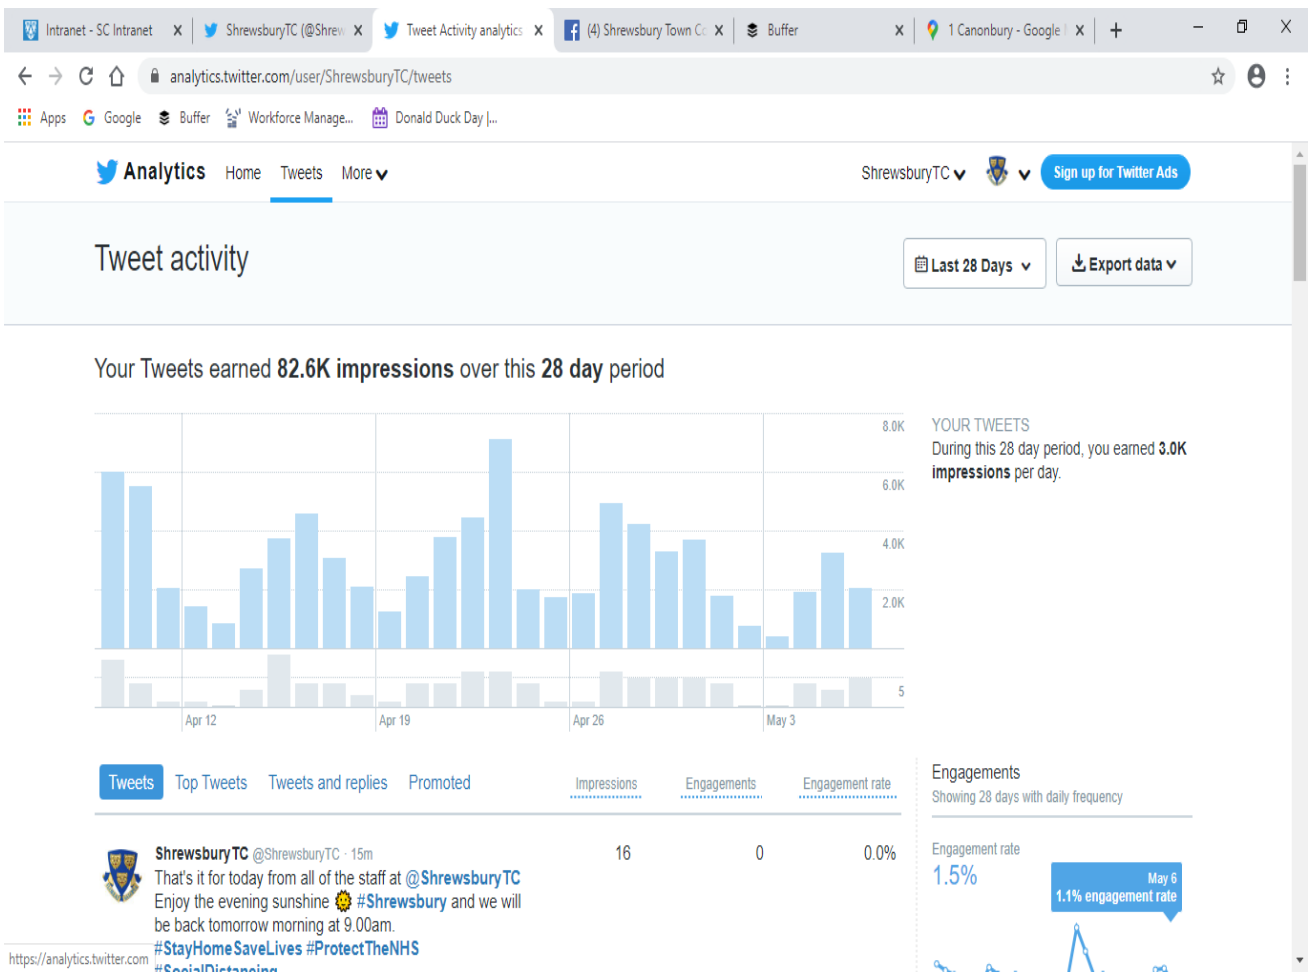 Intranet - SC Intranet
ShrewsburyTC (@Shrew
Tweet Activity analytics
(4) Shrewsbury Town Co
Buffer
1 Canonbury - Google
analytics.twitter.com/user/ShrewsburyTC/tweets
Apps Google Buffer Workforce Manage... Donald Duck Day |...
Analytics Home Tweets More ShrewsburyTC Sign up for Twitter Ads
Tweet activity Last 28 Days Export data
Your Tweets earned 82.6K impressions over this 28 day period
8.0K
6.0K
4.0K
2.0K
5
Apr 12 Apr 19 Apr 26 May 3
YOUR TWEETS
During this 28 day period, you earned 3.0K
impressions per day.
Tweets Top Tweets Tweets and replies Promoted Impressions Engagements Engagement rate
ShrewsburyTC @ShrewsburyTC · 15m 16 0 0.0%
That's it for today from all of the staff at @ShrewsburyTC
Enjoy the evening sunshine 🌞 #Shrewsbury and we will
be back tomorrow morning at 9.00am.
#StayHomeSaveLives #ProtectTheNHS
#SocialDistancing
Engagements
Showing 28 days with daily frequency
Engagement rate
1.5%
May 6
1.1% engagement rate
https://analytics.twitter.com